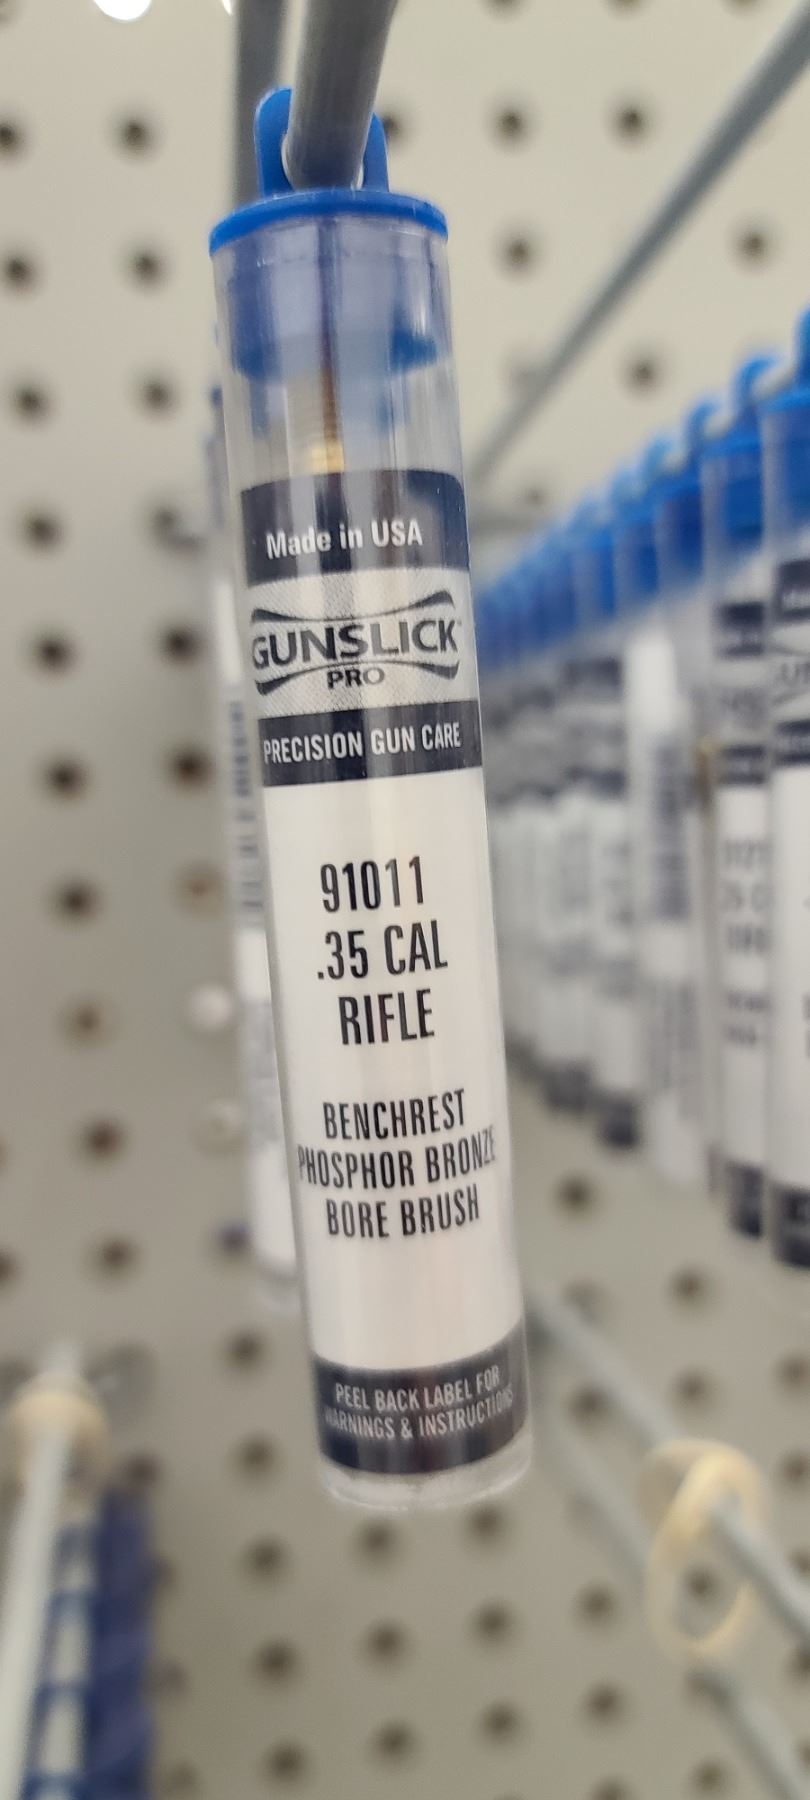 Made in USA
GUNSLICK
PRO
PRECISION GUN CARE
91011
.35 CAL
RIFLE
BENCHREST
PHOSPHOR BRONZE
BORE BRUSH
PEEL BACK LABEL FOR
WARNINGS & INSTRUCTIONS